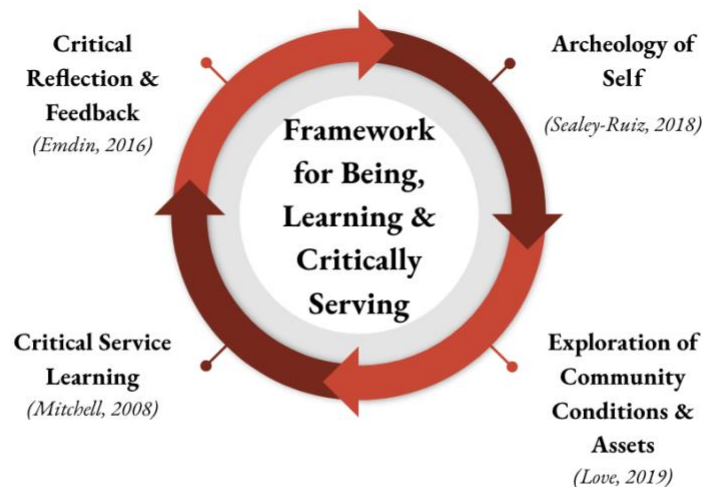 Critical
Reflection &
Feedback
(Emdin, 2016)
Archeology of
Self
(Sealey-Ruiz, 2018)
Framework
for Being,
Learning &
Critically
Serving
Critical Service
Learning
(Mitchell, 2008)
Exploration of
Community
Conditions &
Assets
(Love, 2019)